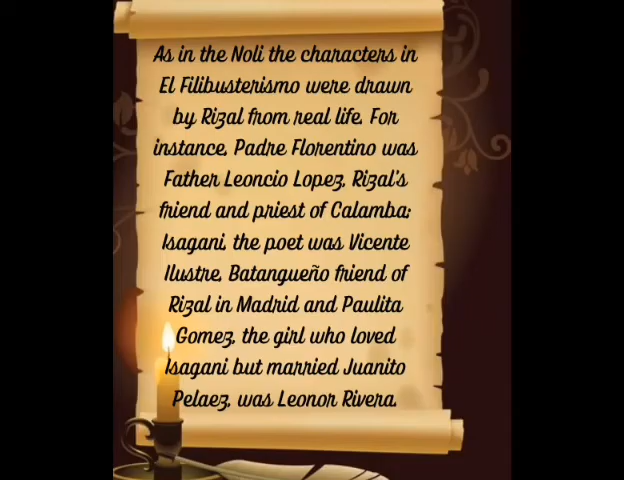 As in the Noli the characters in
El Filibusterismo were drawn
by Rizal from real life. For
instance, Padre Florentino was
Father Leoncio Lopez, Rizal's
friend and priest of Calamba;
Isagani, the poet was Vicente
Ilustre, Batangueño friend of
Rizal in Madrid and Paulita
Gomez, the girl who loved
Isagani but married Juanito
Pelaez, was Leonor Rivera.